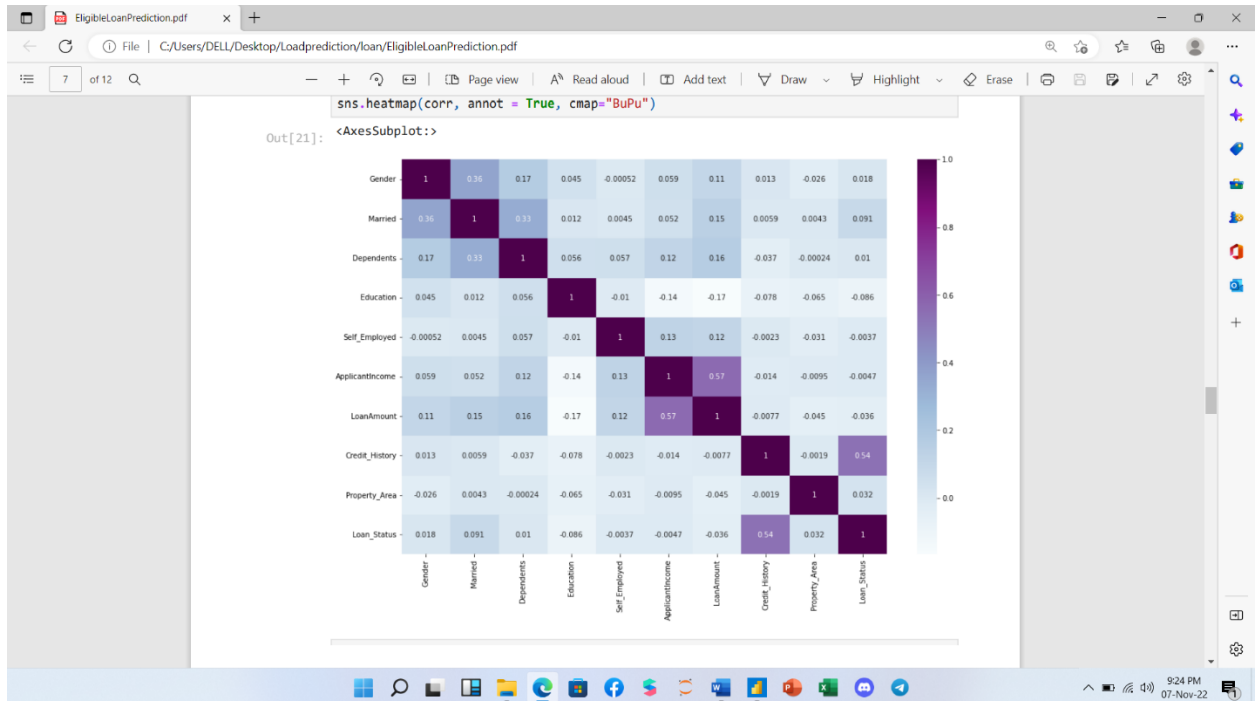 EligibleLoanPrediction.pdf
File | C:/Users/DELL/Desktop/Loadprediction/loan/EligibleLoanPrediction.pdf
7 of 12 Page view Read aloud Add text Draw Highlight Erase
sns.heatmap(corr, annot = True, cmap="BuPu")
Out[21]: <AxesSubplot:>
1.0
Gender 1 0.36 0.17 0.045 -0.00052 0.059 0.11 0.013 -0.026 0.018
Married 0.36 1 0.33 0.012 0.0045 0.052 0.15 0.0059 0.0043 0.091
0.8
Dependents 0.17 0.33 1 0.056 0.057 0.12 0.16 -0.037 -0.00024 0.01
Education 0.045 0.012 0.056 1 -0.01 -0.14 -0.17 -0.078 -0.065 -0.086
0.6
Self_Employed -0.00052 0.0045 0.057 -0.01 1 0.13 0.12 -0.0023 -0.031 -0.0037
0.4
ApplicantIncome 0.059 0.052 0.12 -0.14 0.13 1 0.57 -0.014 -0.0095 -0.0047
LoanAmount 0.11 0.15 0.16 -0.17 0.12 0.57 1 -0.0077 -0.045 -0.036
0.2
Credit_History 0.013 0.0059 -0.037 -0.078 -0.0023 -0.014 -0.0077 1 -0.0019 0.54
Property_Area -0.026 0.0043 -0.00024 -0.065 -0.031 -0.0095 -0.045 -0.0019 1 0.032
0.0
Loan_Status 0.018 0.091 0.01 -0.086 -0.0037 -0.0047 -0.036 0.54 0.032 1
Gender Married Dependents Education Self_Employed ApplicantIncome LoanAmount Credit_History Property_Area Loan_Status
9:24 PM
07-Nov-22